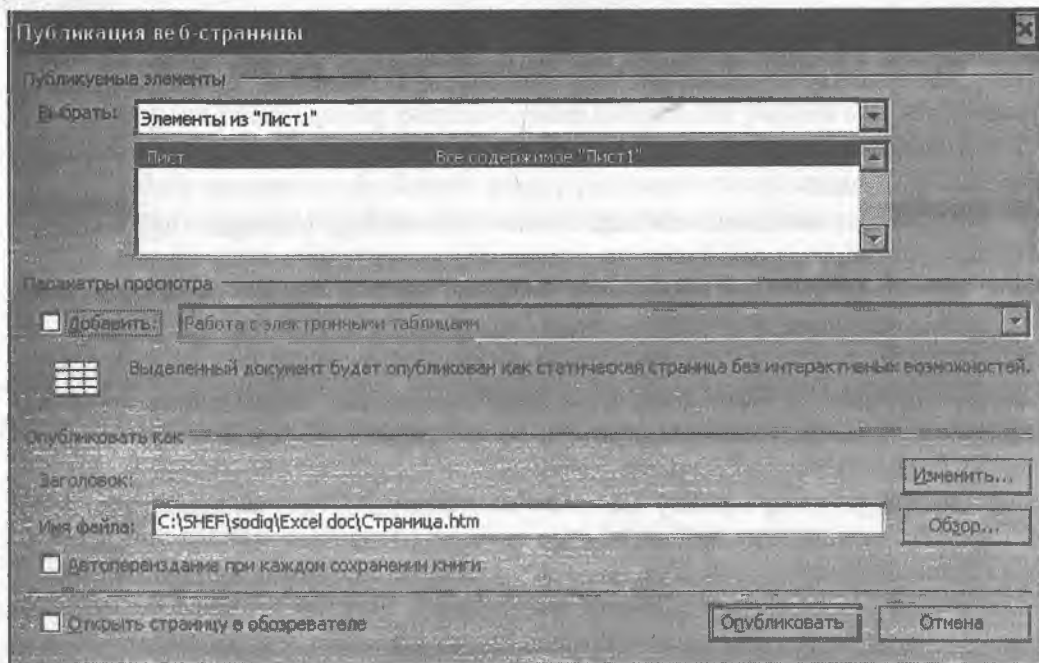 Публикация веб-страницы
Публикуемые элементы
Выбрать: Элементы из "Лист1"
Лист Все содержимое "Лист1"
Параметры просмотра
Добавить: Работа с электронными таблицами
Выделенный документ будет опубликован как статическая страница без интерактивных возможностей.
Опубликовать как
Заголовок: Изменить...
Имя файла: C:\SHEF\sodiq\Excel doc\Страница.htm Обзор...
Автопереиздание при каждом сохранении книги
Открыть страницу в обозревателе Опубликовать Отмена